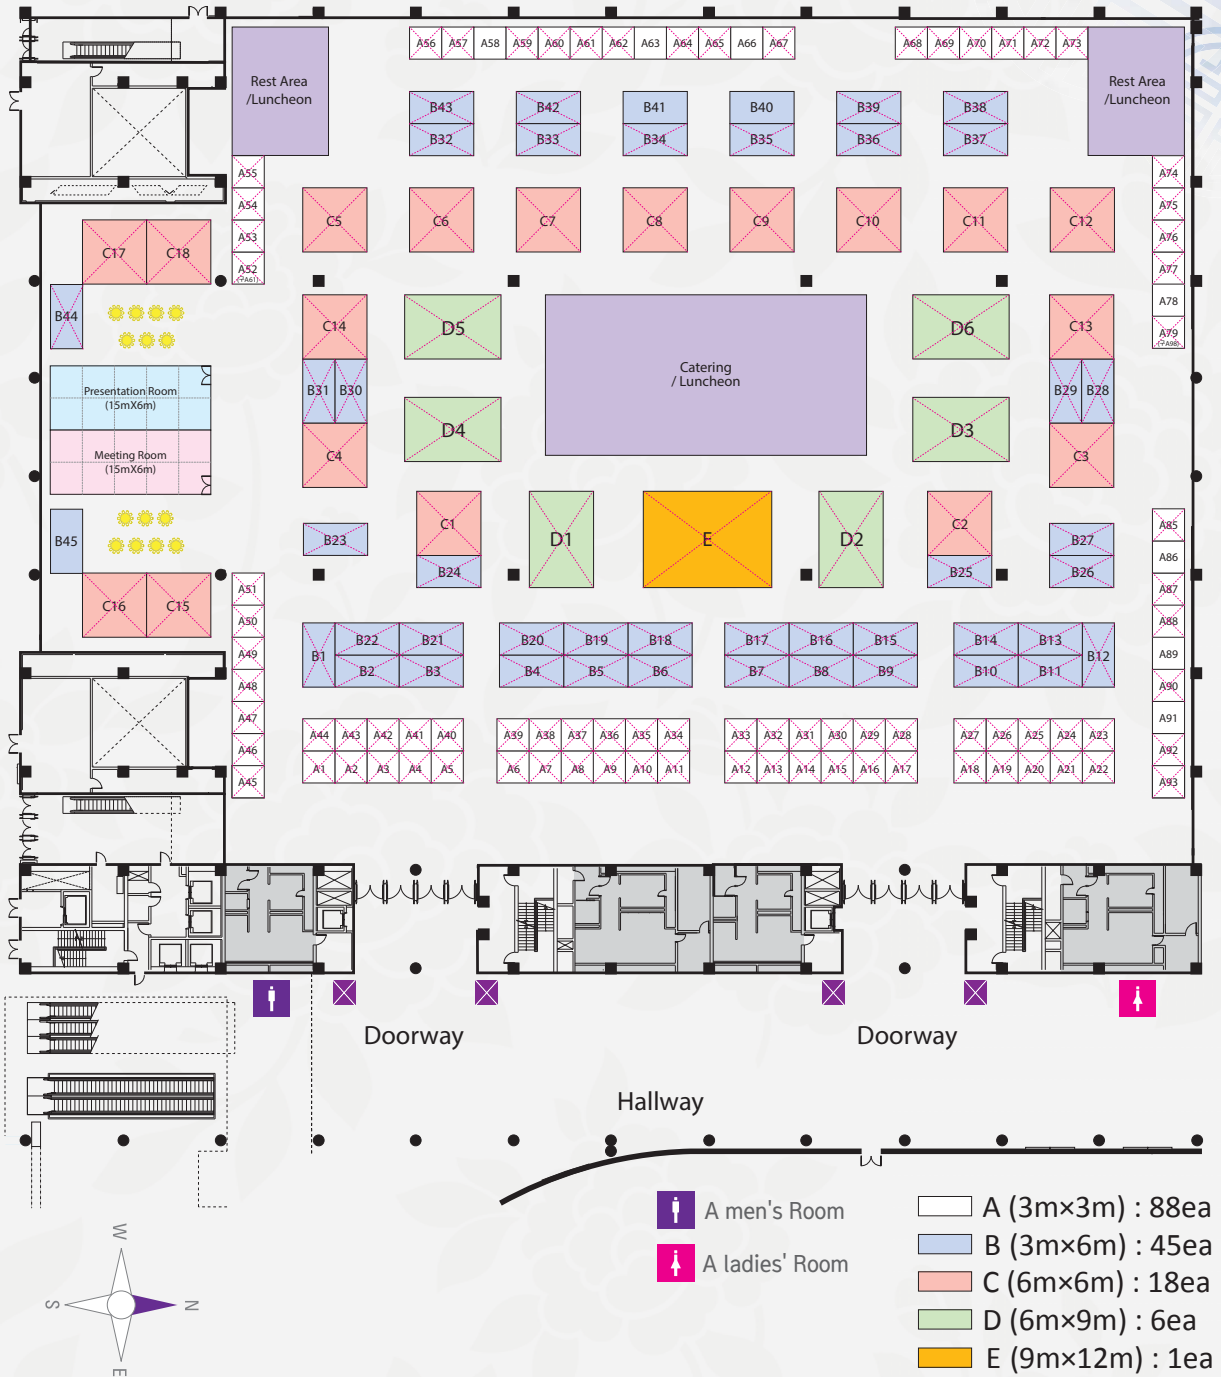 A56 A57 A58 A59 A60 A61 A62 A63 A64 A65 A66 A67
A68 A69 A70 A71 A72 A73
Rest Area
/Luncheon
Rest Area
/Luncheon
B43 B42 B41 B40 B39 B38
B32 B33 B34 B35 B36 B37
A55
A54
A53
A52
A74
A75
A76
A77
A78
A79
C5 C6 C7 C8 C9 C10 C11 C12
C17 C18
B44
C14 D5 D6 C13
Catering
/ Luncheon
B31 B30 B29 B28
Presentation Room
(15mX6m)
D4 D3
C4 C3
Meeting Room
(15mX6m)
B45
C16 C15
B23 C1 B24 D1 E D2 C2 B25 B27 B26
A85
A86
A87
A88
A89
A90
A91
A92
A93
A51
A50
A49
A48
A47
A46
A45
B1 B22 B21 B20 B19 B18 B17 B16 B15 B14 B13 B12
B2 B3 B4 B5 B6 B7 B8 B9 B10 B11
A44 A43 A42 A41 A40 A39 A38 A37 A36 A35 A34 A33 A32 A31 A30 A29 A28 A27 A26 A25 A24 A23
A1 A2 A3 A4 A5 A6 A7 A8 A9 A10 A11 A12 A13 A14 A15 A16 A17 A18 A19 A20 A21 A22
Doorway Doorway
Hallway
A men's Room
A ladies' Room
A (3m×3m) : 88ea
B (3m×6m) : 45ea
C (6m×6m) : 18ea
D (6m×9m) : 6ea
E (9m×12m) : 1ea
W
S N
E